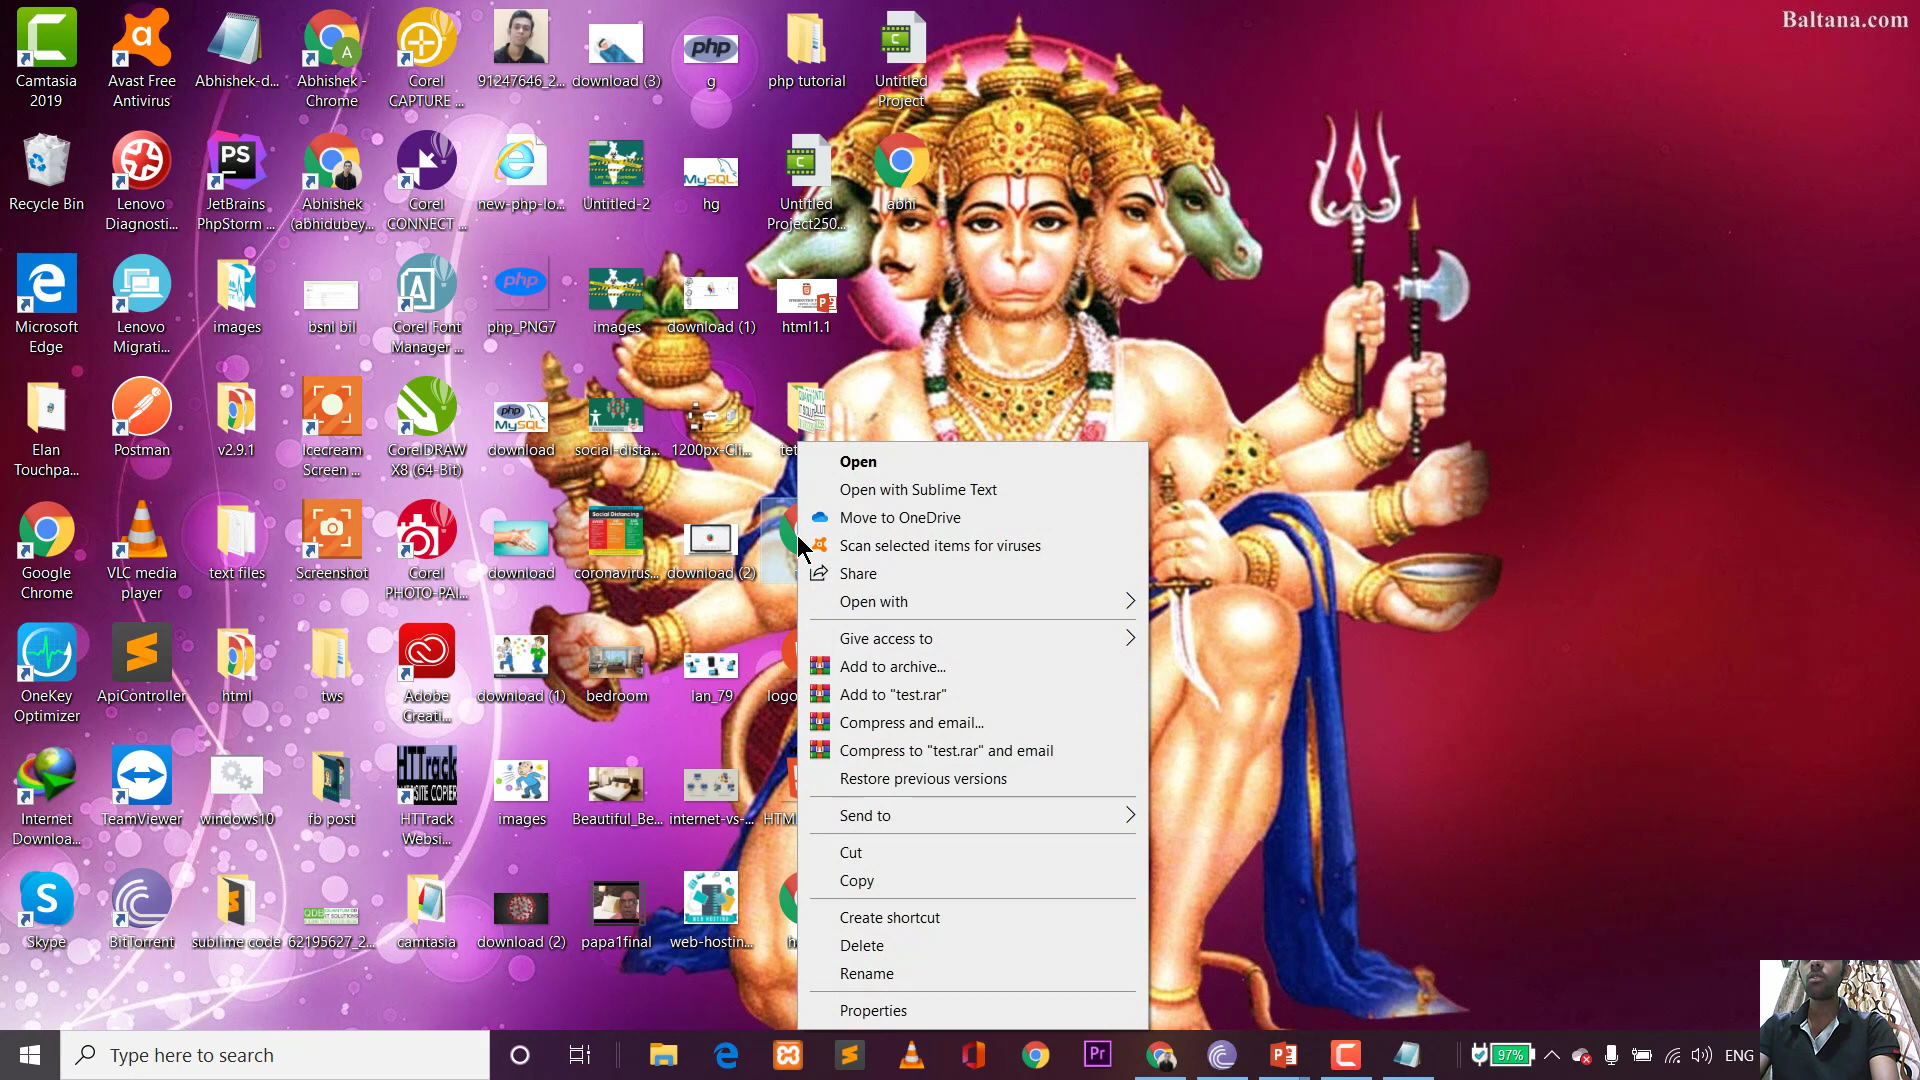 Baltana.com
Camtasia
2019
Avast Free
Antivirus
Abhishek-d...
Abhishek -
Chrome
Corel
CAPTURE ...
91247646_2...
download (3)
g
php tutorial
Untitled
Project
Recycle Bin
Lenovo
Diagnosti...
JetBrains
PhpStorm ...
Abhishek
(abhidubey...
Corel
CONNECT ...
new-php-lo...
Untitled-2
hg
Untitled
Project250...
abhi
Microsoft
Edge
Lenovo
Migrati...
images
bsnl bil
Corel Font
Manager ...
php_PNG7
images
download (1)
html1.1
Elan
Touchpa...
Postman
v2.9.1
Icecream
Screen ...
CorelDRAW
X8 (64-Bit)
download
social-dista...
1200px-Cli...
Google
Chrome
VLC media
player
text files
Screenshot
Corel
PHOTO-PAI...
download
coronavirus...
download (2)
OneKey
Optimizer
ApiController
html
tws
Adobe
Creati...
download (1)
bedroom
lan_79
logo
Internet
Downloa...
TeamViewer
windows10
fb post
HTTrack
Websi...
images
Beautiful_Be...
internet-vs-...
HTM
Skype
BitTorrent
sublime code
62195627_2...
camtasia
download (2)
papa1final
web-hostin...
Open
Open with Sublime Text
Move to OneDrive
Scan selected items for viruses
Share
Open with
Give access to
Add to archive...
Add to "test.rar"
Compress and email...
Compress to "test.rar" and email
Restore previous versions
Send to
Cut
Copy
Create shortcut
Delete
Rename
Properties
Type here to search
97%
ENG